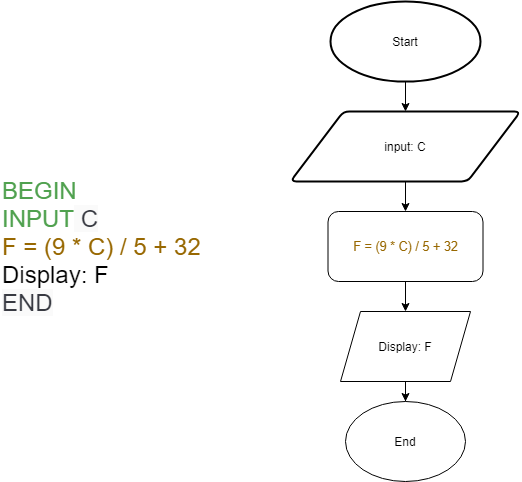 BEGIN
INPUT C
F = (9 * C) / 5 + 32
Display: F
END
Start
input: C
F = (9 * C) / 5 + 32
Display: F
End